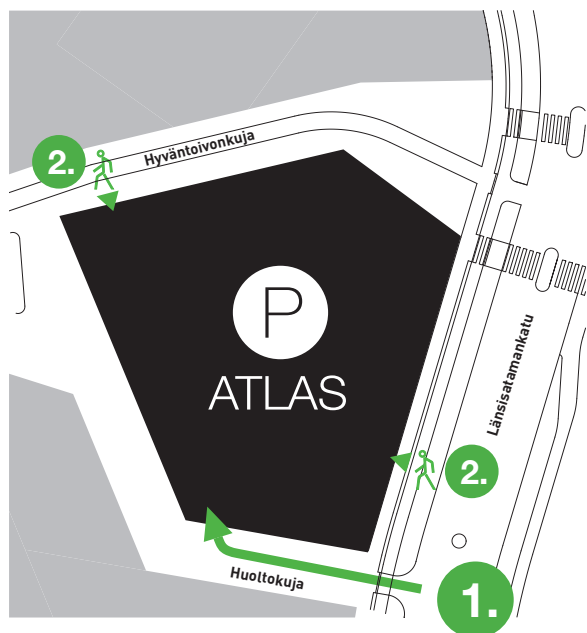 2.
Hyväntoivonkuja
P
ATLAS
Länsisatamankatu
2.
Huoltokuja
1.